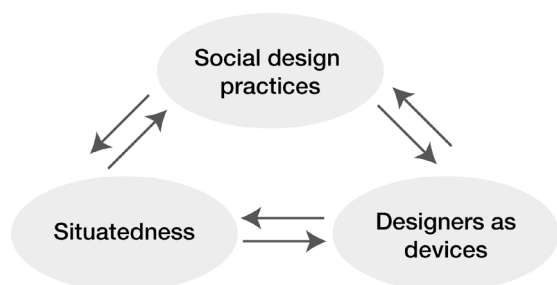 Social design
practices
Situatedness
Designers as
devices